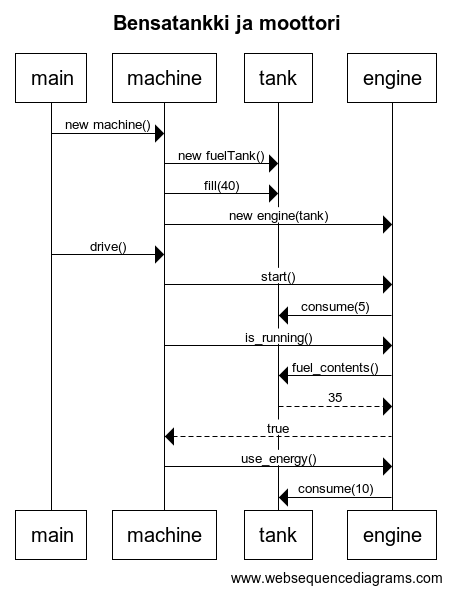 Bensatankki ja moottori
main machine tank engine
new machine()
new fuelTank()
fill(40)
new engine(tank)
drive()
start()
consume(5)
is_running()
fuel_contents()
35
true
use_energy()
consume(10)
main machine tank engine
www.websequencediagrams.com